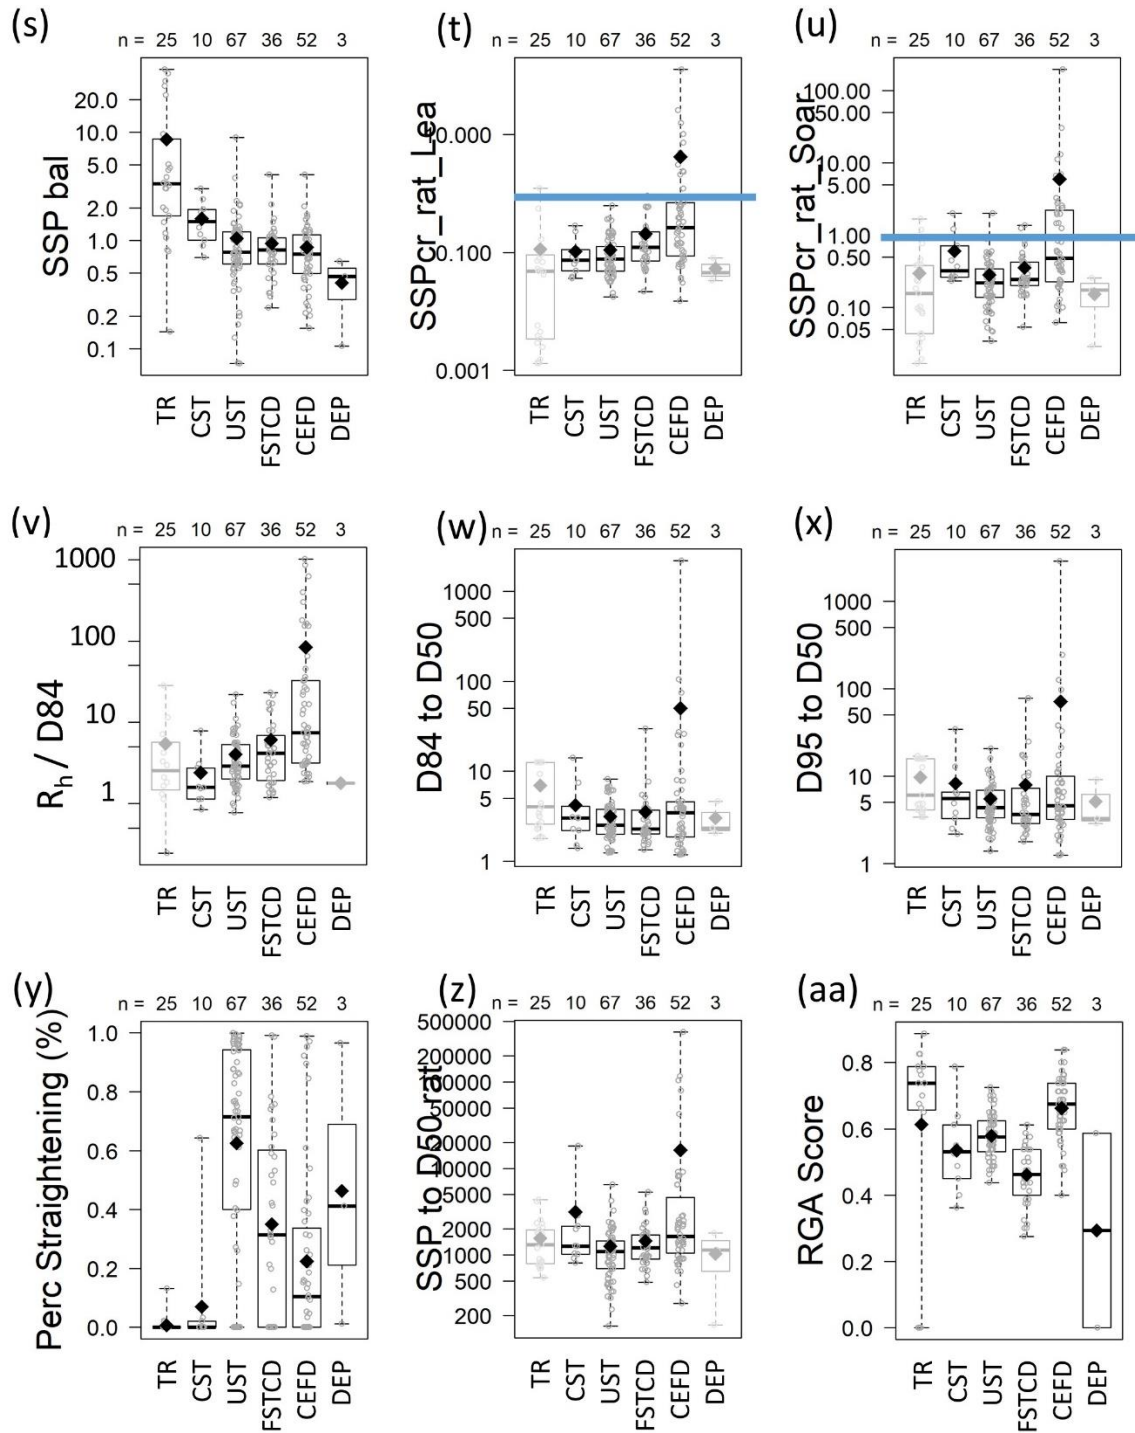 (s)
n = 25 10 67 36 52 3
SSP bal
20.0
10.0
5.0
2.0
1.0
0.5
0.2
0.1
TR CST UST FSTCD CEFD DEP
(t)
n = 25 10 67 36 52 3
SSPcr_rat_Lea
0.100
0.001
TR CST UST FSTCD CEFD DEP
(u)
n = 25 10 67 36 52 3
SSPcr_rat_Soar
100.00
50.00
10.00
5.00
1.00
0.50
0.10
0.05
TR CST UST FSTCD CEFD DEP
(v)
n = 25 10 67 36 52 3
Rh / D84
1000
100
10
1
TR CST UST FSTCD CEFD DEP
(w)
n = 25 10 67 36 52 3
D84 to D50
1000
500
100
50
10
5
1
TR CST UST FSTCD CEFD DEP
(x)
n = 25 10 67 36 52 3
D95 to D50
1000
500
100
50
10
5
1
TR CST UST FSTCD CEFD DEP
(y)
n = 25 10 67 36 52 3
Perc Straightening (%)
1.0
0.8
0.6
0.4
0.2
0.0
TR CST UST FSTCD CEFD DEP
(z)
n = 25 10 67 36 52 3
SSP to D50 rat
500000
200000
100000
50000
20000
10000
5000
2000
1000
500
200
TR CST UST FSTCD CEFD DEP
(aa)
n = 25 10 67 36 52 3
RGA Score
0.8
0.6
0.4
0.2
0.0
TR CST UST FSTCD CEFD DEP